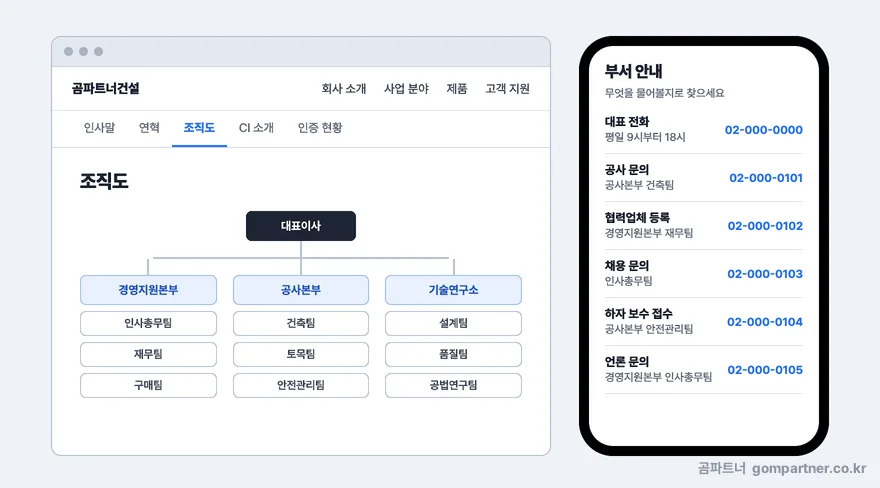 곰파트너건설
회사 소개 사업 분야 제품 고객 지원
인사말 연혁 조직도 CI 소개 인증 현황
조직도
대표이사
경영지원본부 공사본부 기술연구소
인사총무팀 건축팀 설계팀
재무팀 토목팀 품질팀
구매팀 안전관리팀 공법연구팀
부서 안내
무엇을 물어볼지로 찾으세요
대표 전화
평일 9시부터 18시
02-000-0000
공사 문의
공사본부 건축팀
02-000-0101
협력업체 등록
경영지원본부 재무팀
02-000-0102
채용 문의
인사총무팀
02-000-0103
하자 보수 접수
공사본부 안전관리팀
02-000-0104
언론 문의
경영지원본부 인사총무팀
02-000-0105
곰파트너 gompartner.co.kr